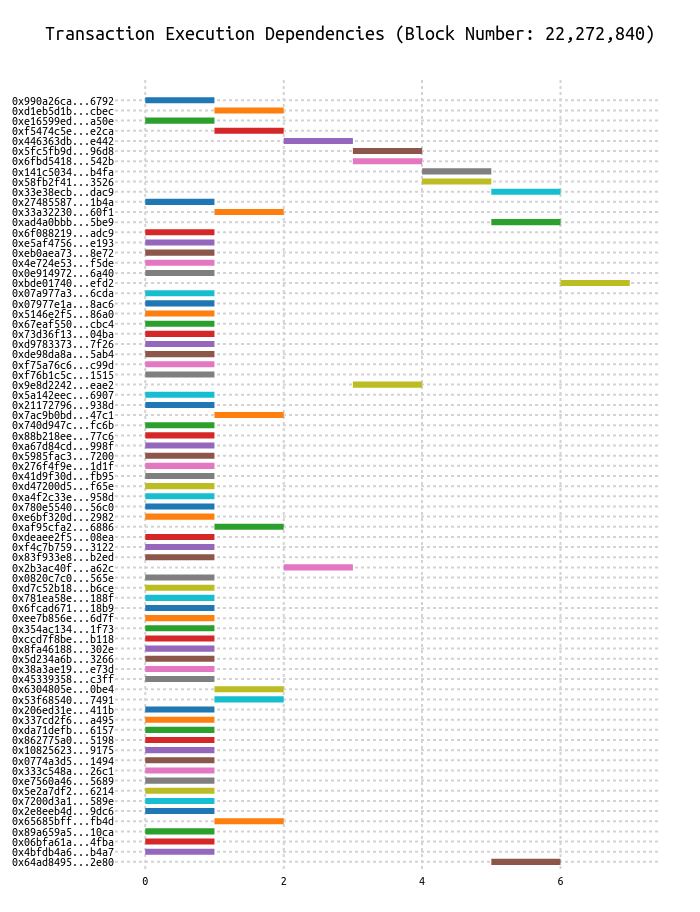 Transaction Execution Dependencies (Block Number: 22,272,840)
0x990a26ca...6792
0xd1eb5d1b...cbec
0xe16599ed...a50e
0xf5474c5e...e2ca
0x446363db...e442
0x5fc5fb9d...96d8
0x6fbd5418...542b
0x141c5034...b4fa
0x58fb2f41...3526
0x33e38ecb...dac9
0x27485587...1b4a
0x33a32230...60f1
0xad4a0bbb...5be9
0x6f088219...adc9
0xe5af4756...e193
0xeb0aea73...8e72
0x4e724e53...f5de
0x0e914972...6a40
0xbde01740...efd2
0x07a977a3...6cda
0x07977e1a...8ac6
0x5146e2f5...86a0
0x67eaf550...cbc4
0x73d36f13...04ba
0xd9783373...7f26
0xde98da8a...5ab4
0xf75a76c6...c99d
0xf76b1c5c...1515
0x9e8d2242...eae2
0x5a142eec...6907
0x21172796...938d
0x7ac9b0bd...47c1
0x740d947c...fc6b
0x88b218ee...77c6
0xa67d84cd...998f
0x5985fac3...7200
0x276f4f9e...1d1f
0x41d9f30d...fb95
0xd47200d5...f65e
0xa4f2c33e...958d
0x780e5540...56c0
0xe6bf320d...2982
0xaf95cfa2...6886
0xdeaee2f5...08ea
0xf4c7b759...3122
0x83f933e8...b2ed
0x2b3ac40f...a62c
0x0820c7c0...565e
0xd7c52b18...b6ce
0x781ea58e...188f
0x6fcad671...18b9
0xee7b856e...6d7f
0x354ac134...1f73
0xccd7f8be...b118
0x8fa46188...302e
0x5d234a6b...3266
0x38a3ae19...e73d
0x45339358...c3ff
0x6304805e...0be4
0x53f68540...7491
0x206ed31e...411b
0x337cd2f6...a495
0xda71defb...6157
0x862775a0...5198
0x10825623...9175
0x0774a3d5...1494
0x333c548a...26c1
0xe7560a46...5689
0x5e2a7df2...6214
0x7200d3a1...589e
0x2e8eeb4d...9dc6
0x65685bff...fb4d
0x89a659a5...10ca
0x06bfa61a...4fba
0x4bfdb4a6...b4a7
0x64ad8495...2e80
0 2 4 6